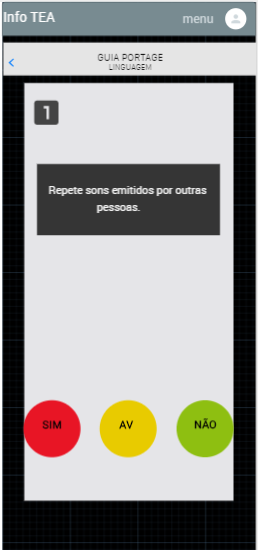 Info TEA
menu
GUIA PORTAGE
LINGUAGEM
1
Repete sons emitidos por outras
pessoas.
SIM
AV
NÃO